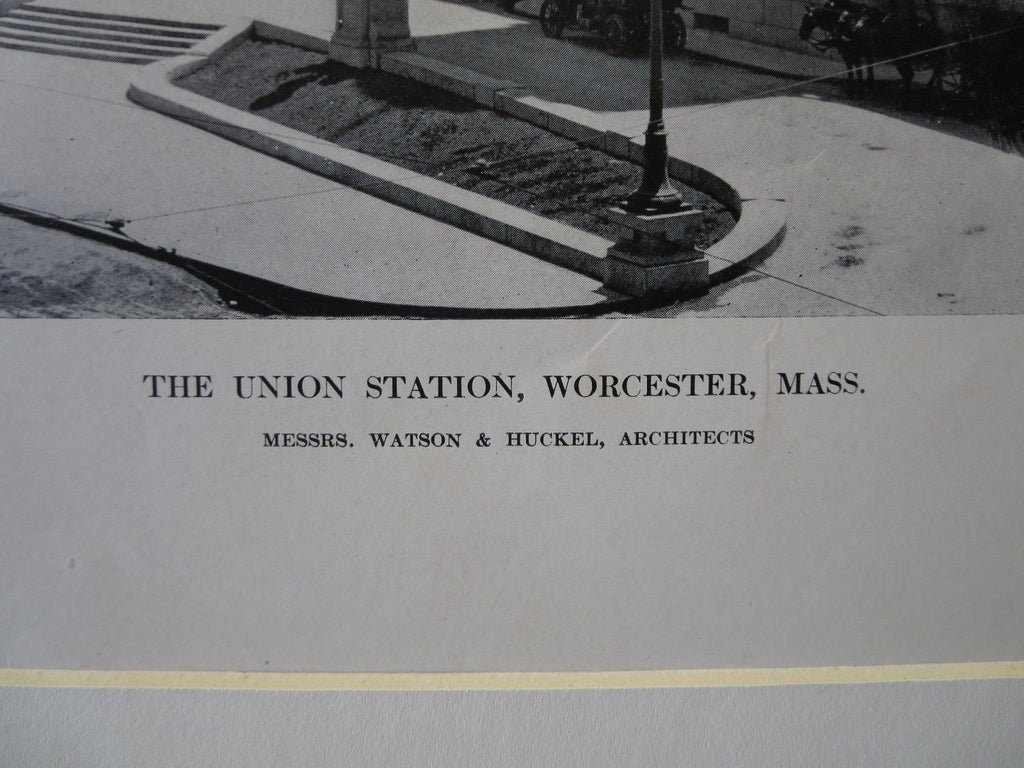 THE UNION STATION, WORCESTER, MASS.
MESSRS. WATSON & HUCKEL, ARCHITECTS